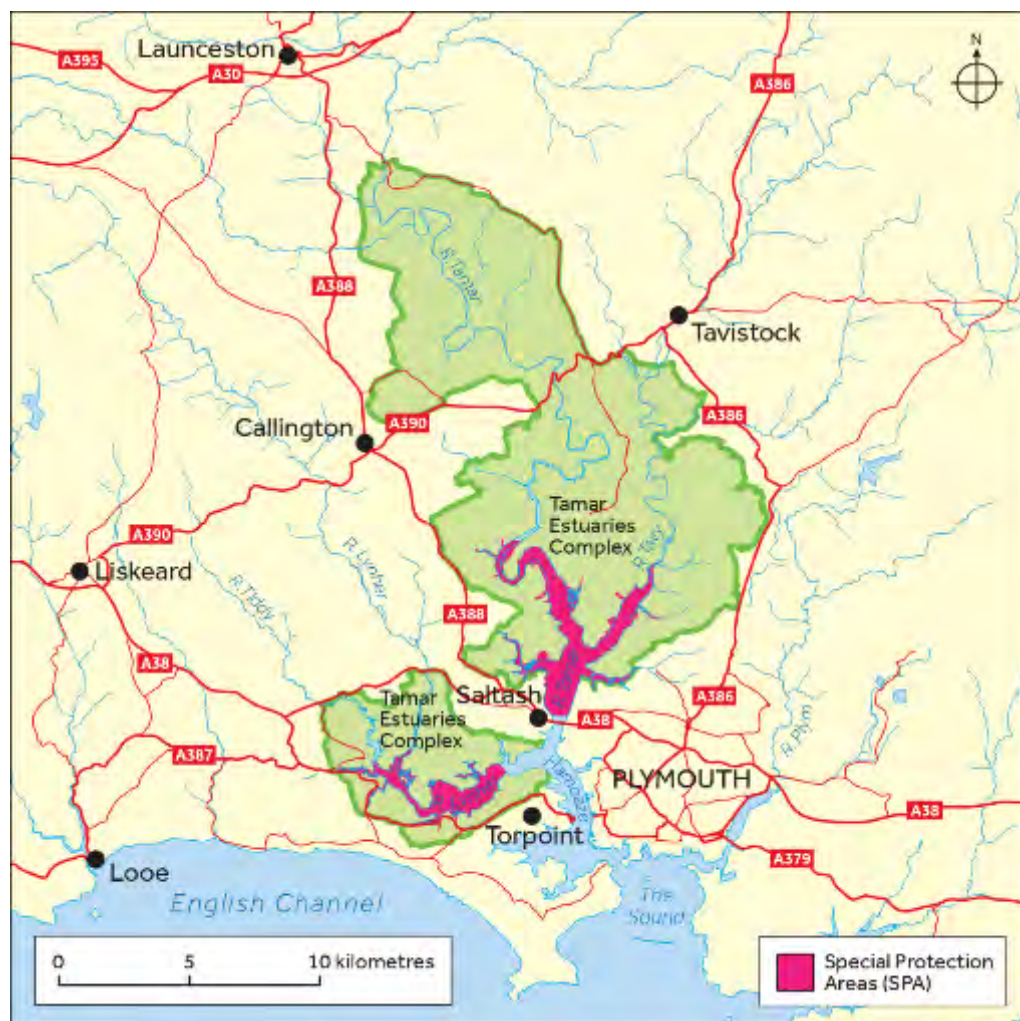 Launceston
A395
A30
A386
N
R.Tamar
A388
Tavistock
A386
Callington
A390
Tamar
Estuaries
Complex
R. Tavy
A390
Liskeard
R.Lynher
R.Tiddy
A388
A38
Tamar
Estuaries
Complex
Saltash
A38
A386
R.Plym
A387
PLYMOUTH
Hamoaze
Lynher
Torpoint
A38
A379
Looe
English Channel
The
Sound
0 5 10 kilometres
Special Protection
Areas (SPA)